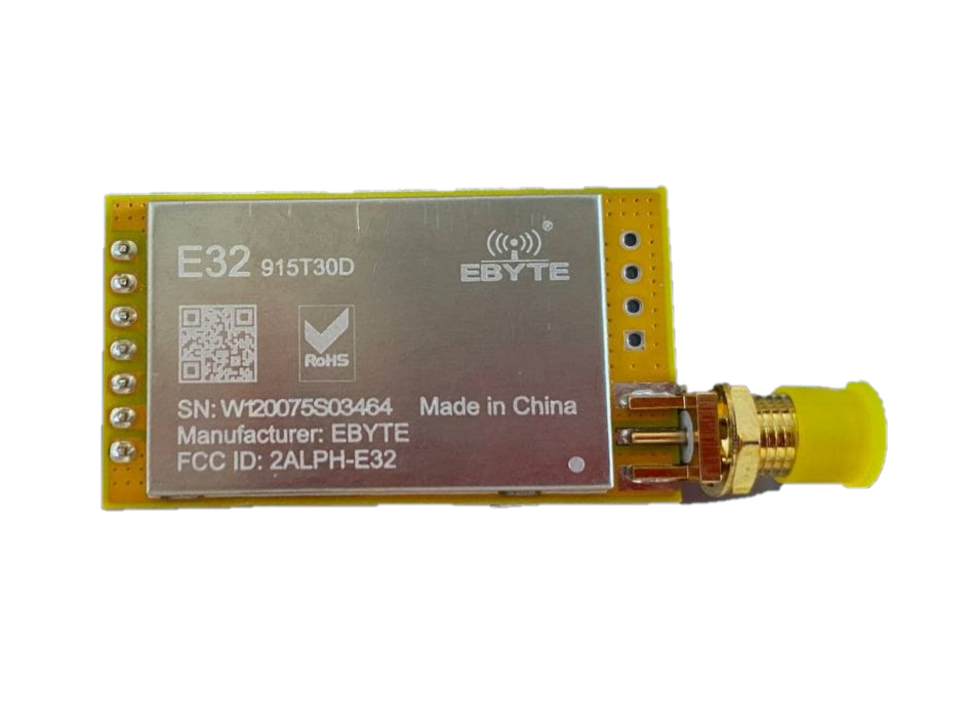 E32 915T30D
®
EBYTE
RoHS
SN: W120075S03464 Made in China
Manufacturer: EBYTE
FCC ID: 2ALPH-E32